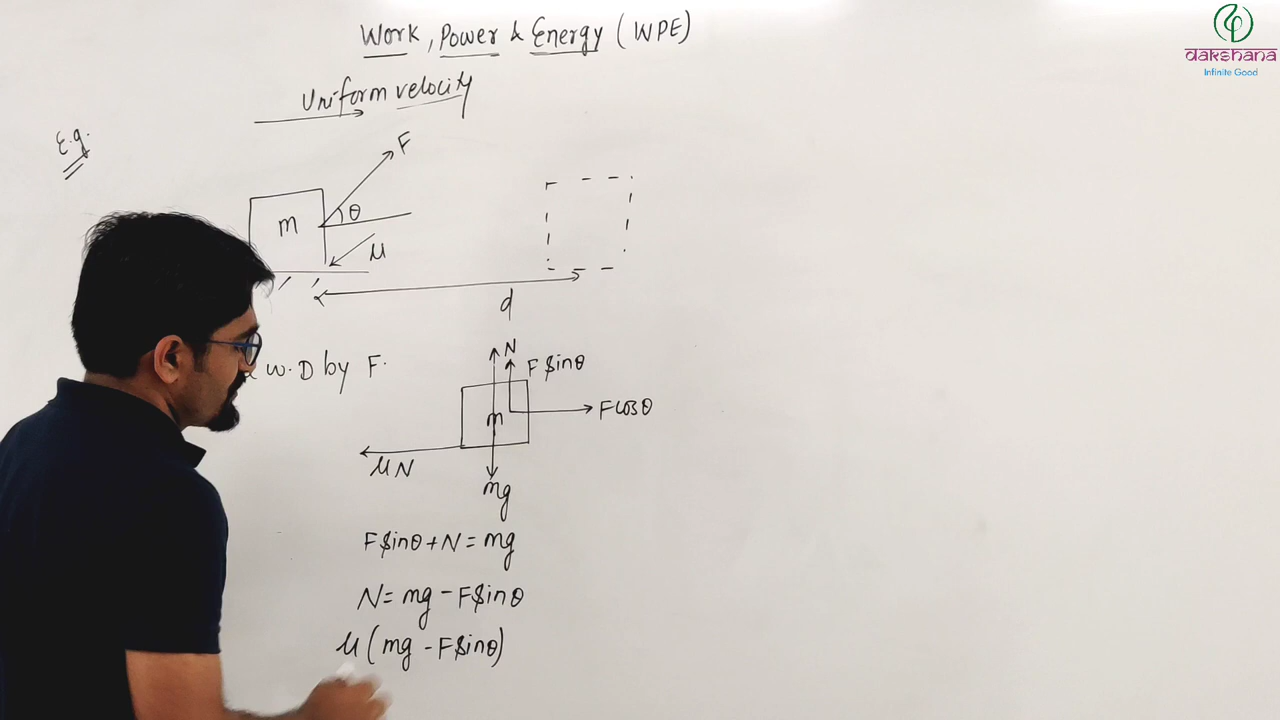 Work, Power & Energy (WPE)
dakshana
Infinite Good
Uniform velocity
E.g.
F
θ
m
μ
d
W.D by F.
N
F Sinθ
m
F cosθ
μN
mg
F Sinθ + N = mg
N = mg - F Sinθ
μ (mg - F Sinθ)